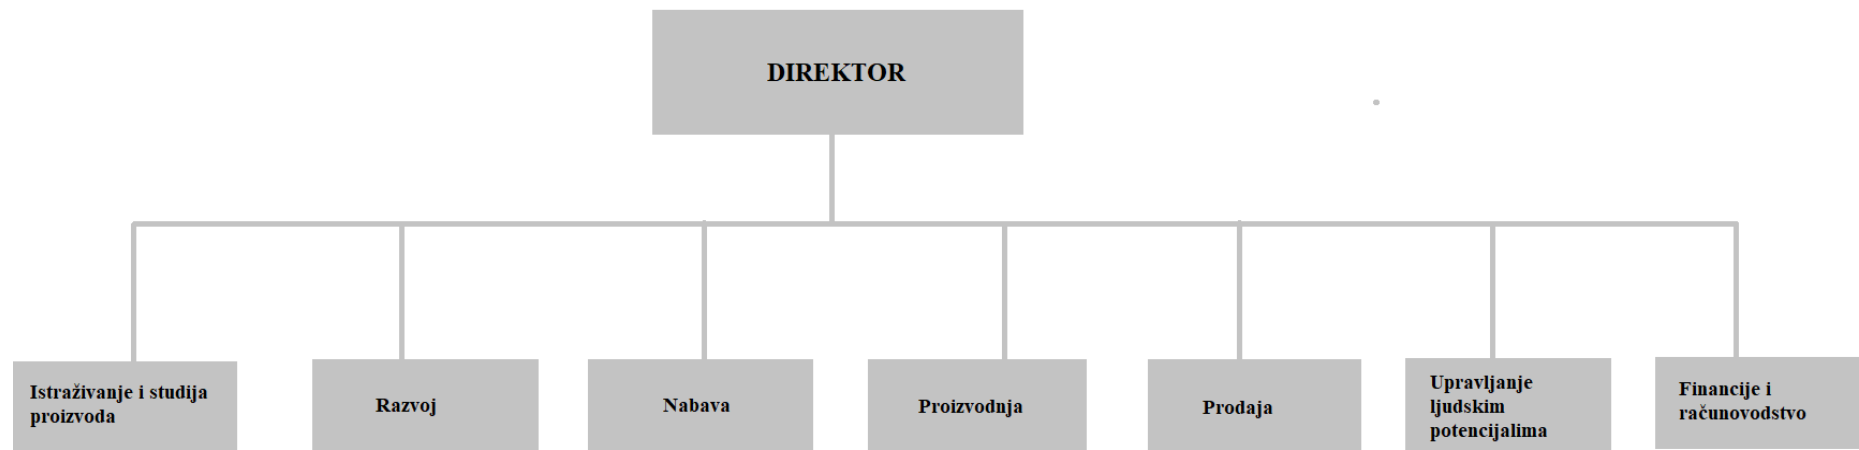 DIREKTOR
Istraživanje i studija
proizvoda
Razvoj
Nabava
Proizvodnja
Prodaja
Upravljanje
ljudskim
potencijalima
Financije i
računovodstvo